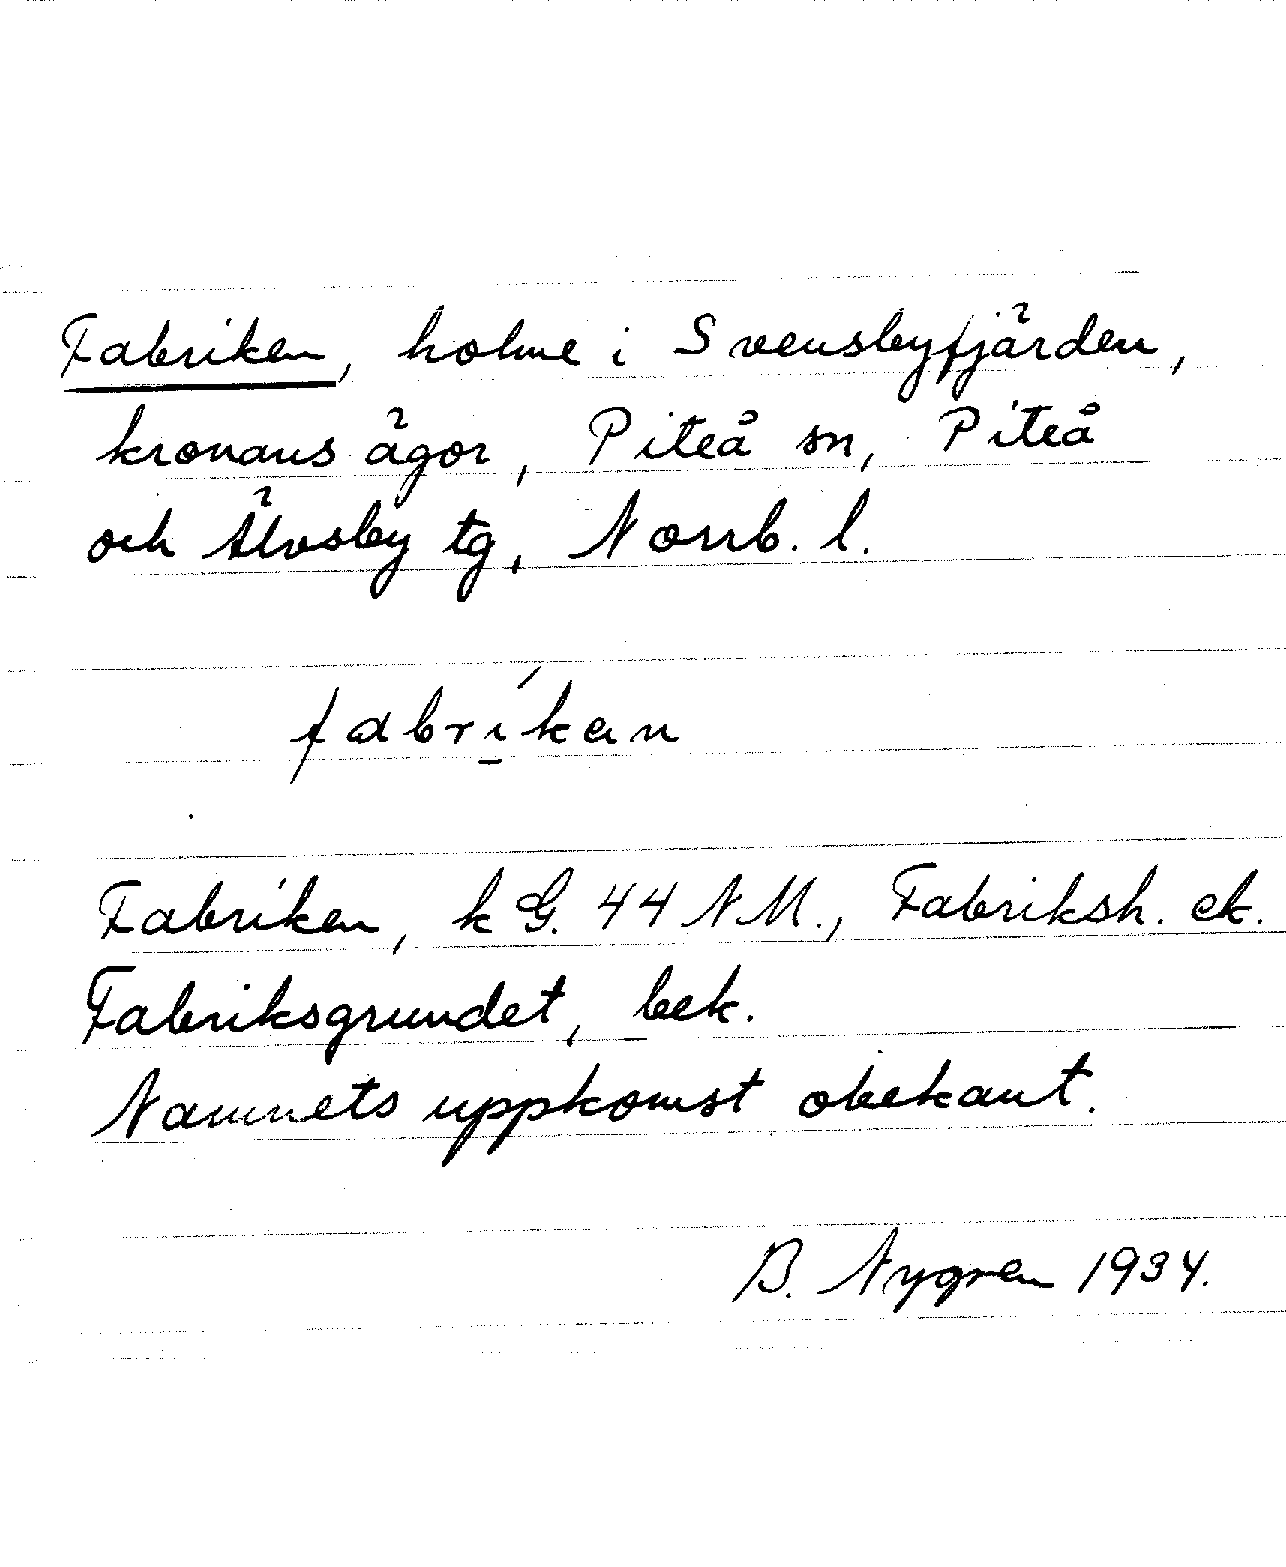 Fabriken, holme i Svensbyfjärden,
kronans ägor, Piteå sn, Piteå
och Älvsby tg, Norrb. l.
fabríkan
Fabriken, k G. 44 NM., Fabriksh. ek.
Fabriksgrundet, bek.
Namnets uppkomst obekant.
B. Nygren 1934.